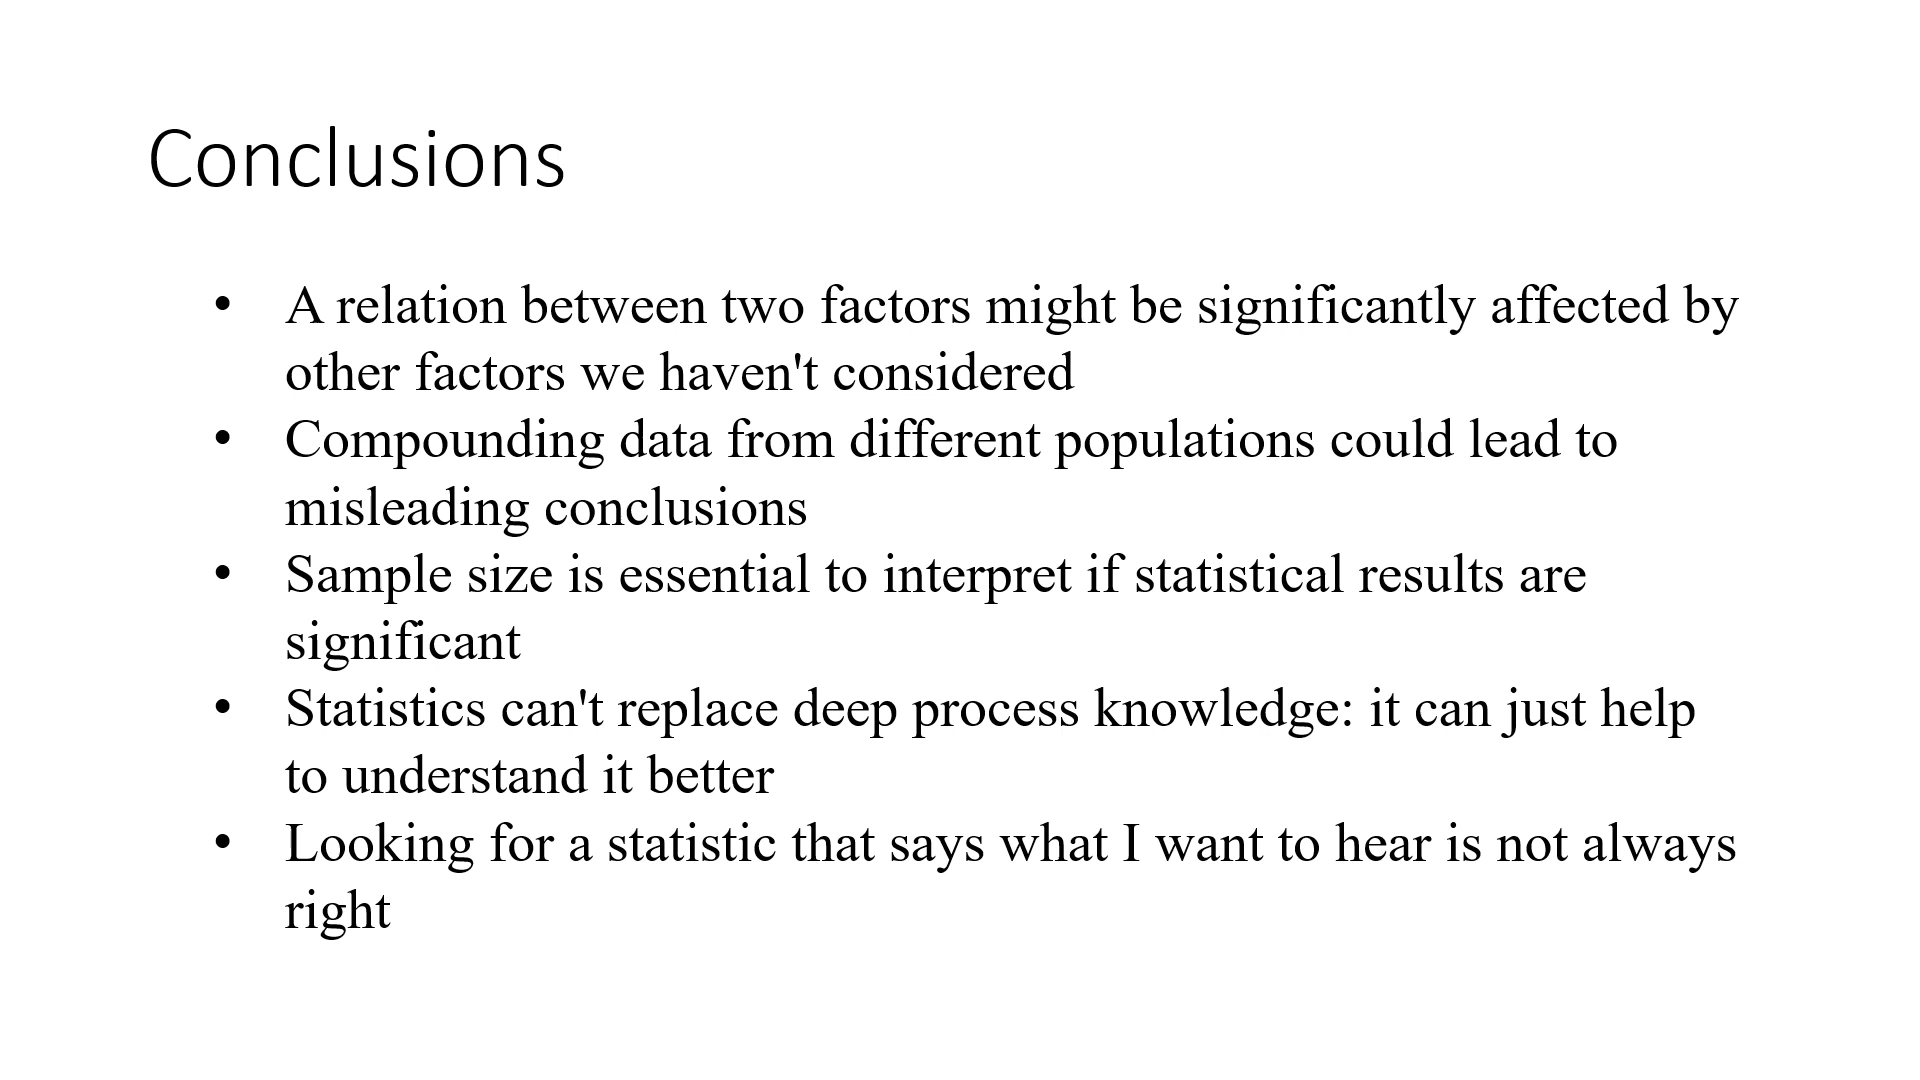 Conclusions
• A relation between two factors might be significantly affected by
other factors we haven't considered
• Compounding data from different populations could lead to
misleading conclusions
• Sample size is essential to interpret if statistical results are
significant
• Statistics can't replace deep process knowledge: it can just help
to understand it better
• Looking for a statistic that says what I want to hear is not always
right